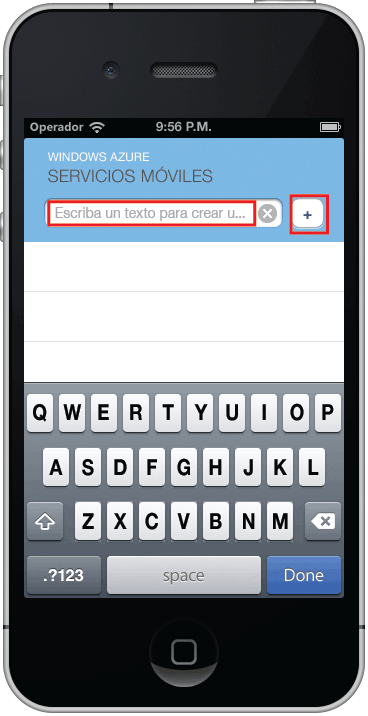 Operador 9:56 P.M.
WINDOWS AZURE
SERVICIOS MÓVILES
Escriba un texto para crear u... +
Q W E R T Y U I O P
A S D F G H J K L
Z X C V B N M
.?123 space Done